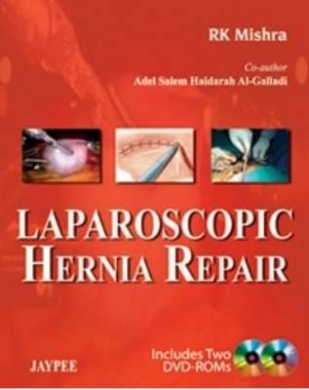 RK Mishra
Co-author
Adel Salem Haidarah Al-Galladi
LAPAROSCOPIC
HERNIA REPAIR
JAYPEE
Includes Two
DVD-ROMs